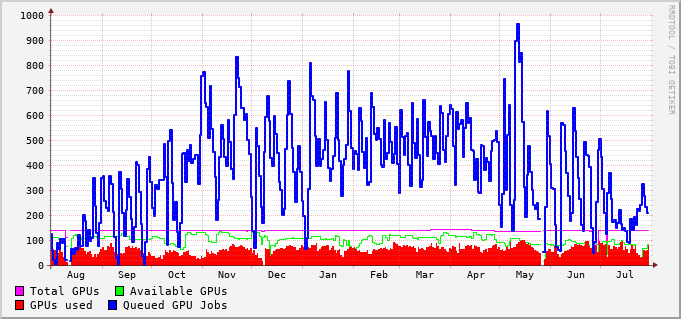 1000
900
800
700
600
500
400
300
200
100
0
Aug Sep Oct Nov Dec Jan Feb Mar Apr May Jun Jul
Total GPUs Available GPUs
GPUs used Queued GPU Jobs
RRDTOOL / TOBI OETIKER